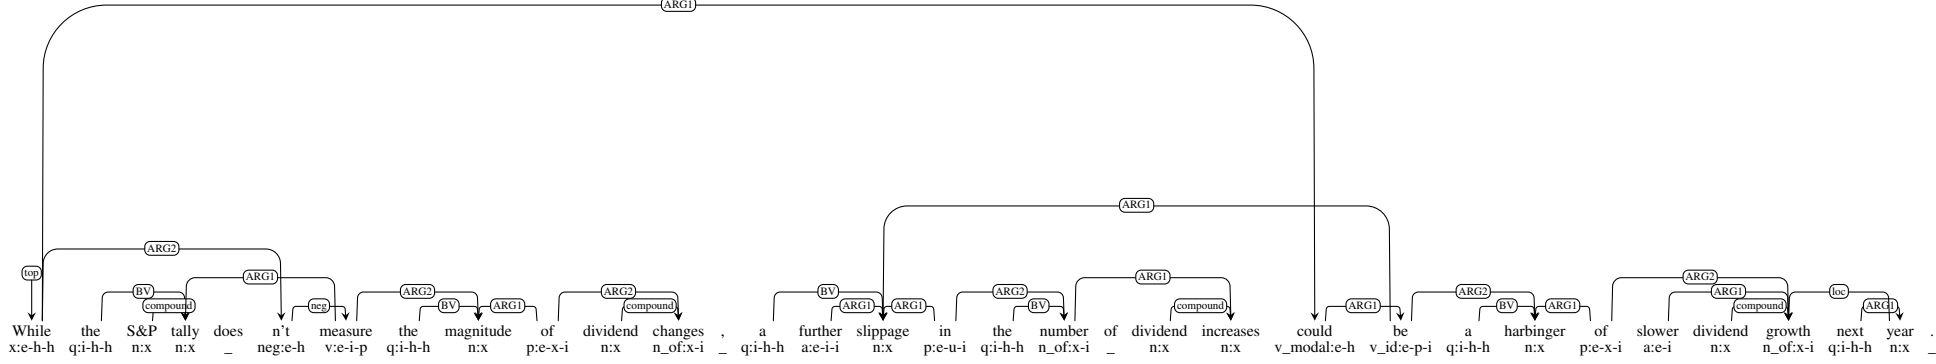 ARG1
ARG1
ARG2 top ARG1 ARG2
BV compound neg ARG2 BV ARG1 ARG2 compound BV ARG1 ARG1 ARG2 BV ARG1 compound ARG1 ARG2 BV ARG1 ARG1 compound loc ARG1
While the S&P tally does n't measure the magnitude of dividend changes , a further slippage in the number of dividend increases could be a harbinger of slower dividend growth next year .
x:e-h-h q:i-h-h n:x n:x _ neg:e-h v:e-i-p q:i-h-h n:x p:e-x-i n:x n_of:x-i _ q:i-h-h a:e-i-i n:x p:e-u-i q:i-h-h n_of:x-i _ n:x n:x v_modal:e-h v_id:e-p-i q:i-h-h n:x p:e-x-i a:e-i n:x n_of:x-i q:i-h-h n:x _